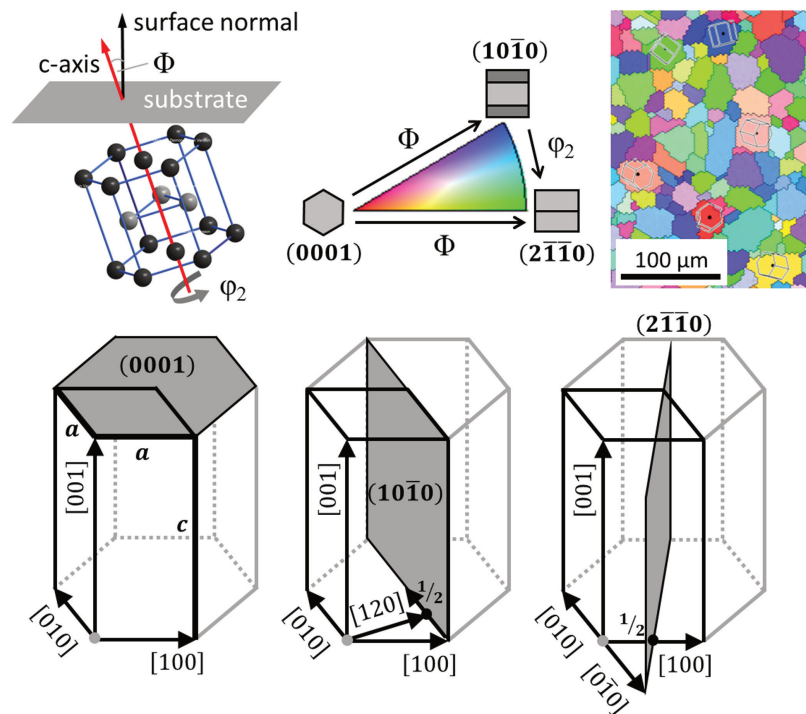 surface normal
c-axis
Φ
substrate
φ₂
(101̅0)
Φ
φ₂
(0001)
Φ
(21̅1̅0)
100 µm
(0001)
a
a
[001]
c
[010]
[100]
(101̅0)
[001]
1/2
[120]
[010]
[100]
(21̅1̅0)
[001]
1/2
[010]
[01̅0]
[100]